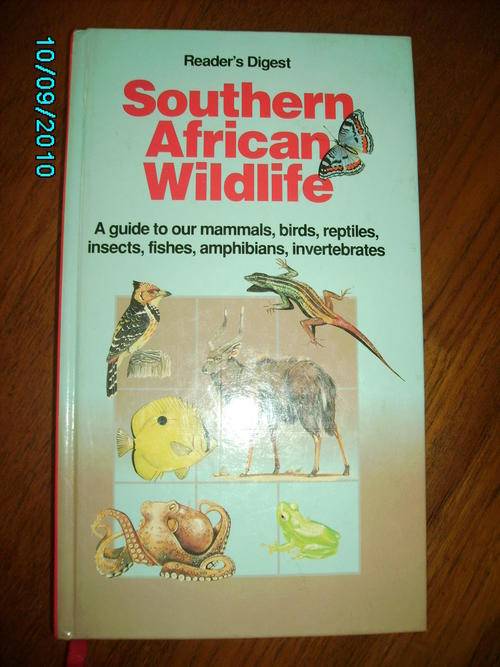 Reader's Digest
Southern
African
Wildlife
A guide to our mammals, birds, reptiles,
insects, fishes, amphibians, invertebrates
10/09/2010